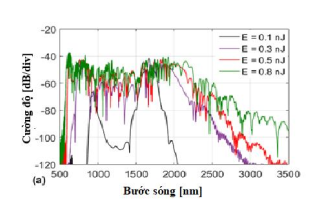 Cường độ [dB/div]
-20
-40
-60
-80
-100
-120
E = 0.1 nJ
E = 0.3 nJ
E = 0.5 nJ
E = 0.8 nJ
500 1000 1500 2000 2500 3000 3500
(a)
Bước sóng [nm]